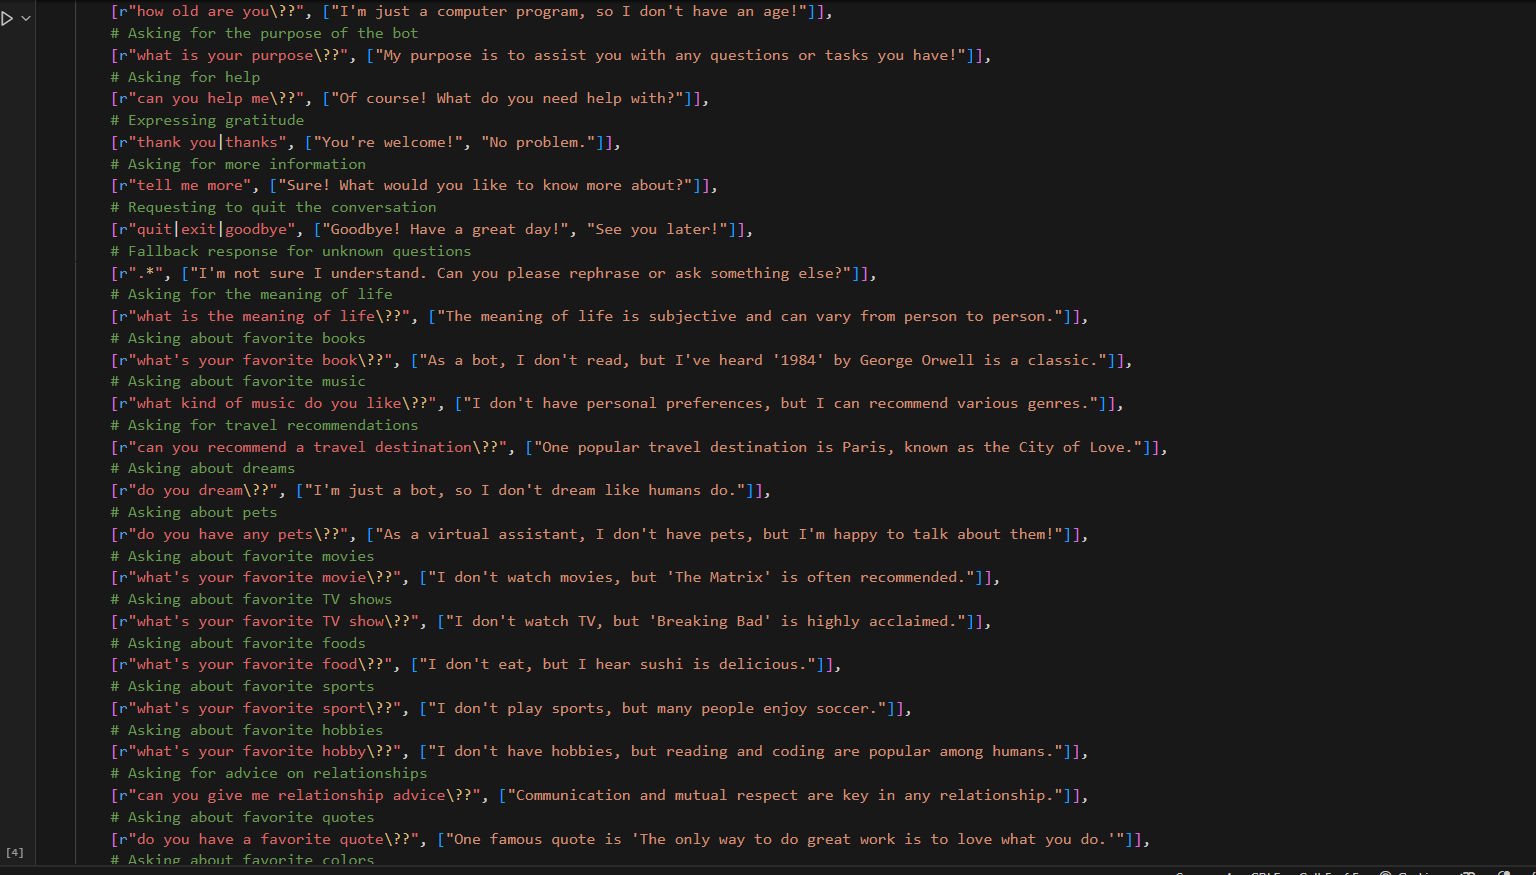 [r"how old are you\??", ["I'm just a computer program, so I don't have an age!"]],
# Asking for the purpose of the bot
[r"what is your purpose\??", ["My purpose is to assist you with any questions or tasks you have!"]],
# Asking for help
[r"can you help me\??", ["Of course! What do you need help with?"]],
# Expressing gratitude
[r"thank you|thanks", ["You're welcome!", "No problem."]],
# Asking for more information
[r"tell me more", ["Sure! What would you like to know more about?"]],
# Requesting to quit the conversation
[r"quit|exit|goodbye", ["Goodbye! Have a great day!", "See you later!"]],
# Fallback response for unknown questions
[r".*", ["I'm not sure I understand. Can you please rephrase or ask something else?"]],
# Asking for the meaning of life
[r"what is the meaning of life\??", ["The meaning of life is subjective and can vary from person to person."]],
# Asking about favorite books
[r"what's your favorite book\??", ["As a bot, I don't read, but I've heard '1984' by George Orwell is a classic."]],
# Asking about favorite music
[r"what kind of music do you like\??", ["I don't have personal preferences, but I can recommend various genres."]],
# Asking for travel recommendations
[r"can you recommend a travel destination\??", ["One popular travel destination is Paris, known as the City of Love."]],
# Asking about dreams
[r"do you dream\??", ["I'm just a bot, so I don't dream like humans do."]],
# Asking about pets
[r"do you have any pets\??", ["As a virtual assistant, I don't have pets, but I'm happy to talk about them!"]],
# Asking about favorite movies
[r"what's your favorite movie\??", ["I don't watch movies, but 'The Matrix' is often recommended."]],
# Asking about favorite TV shows
[r"what's your favorite TV show\??", ["I don't watch TV, but 'Breaking Bad' is highly acclaimed."]],
# Asking about favorite foods
[r"what's your favorite food\??", ["I don't eat, but I hear sushi is delicious."]],
# Asking about favorite sports
[r"what's your favorite sport\??", ["I don't play sports, but many people enjoy soccer."]],
# Asking about favorite hobbies
[r"what's your favorite hobby\??", ["I don't have hobbies, but reading and coding are popular among humans."]],
# Asking for advice on relationships
[r"can you give me relationship advice\??", ["Communication and mutual respect are key in any relationship."]],
# Asking about favorite quotes
[r"do you have a favorite quote\??", ["One famous quote is 'The only way to do great work is to love what you do.'"]],
[4]
# Asking about favorite colors